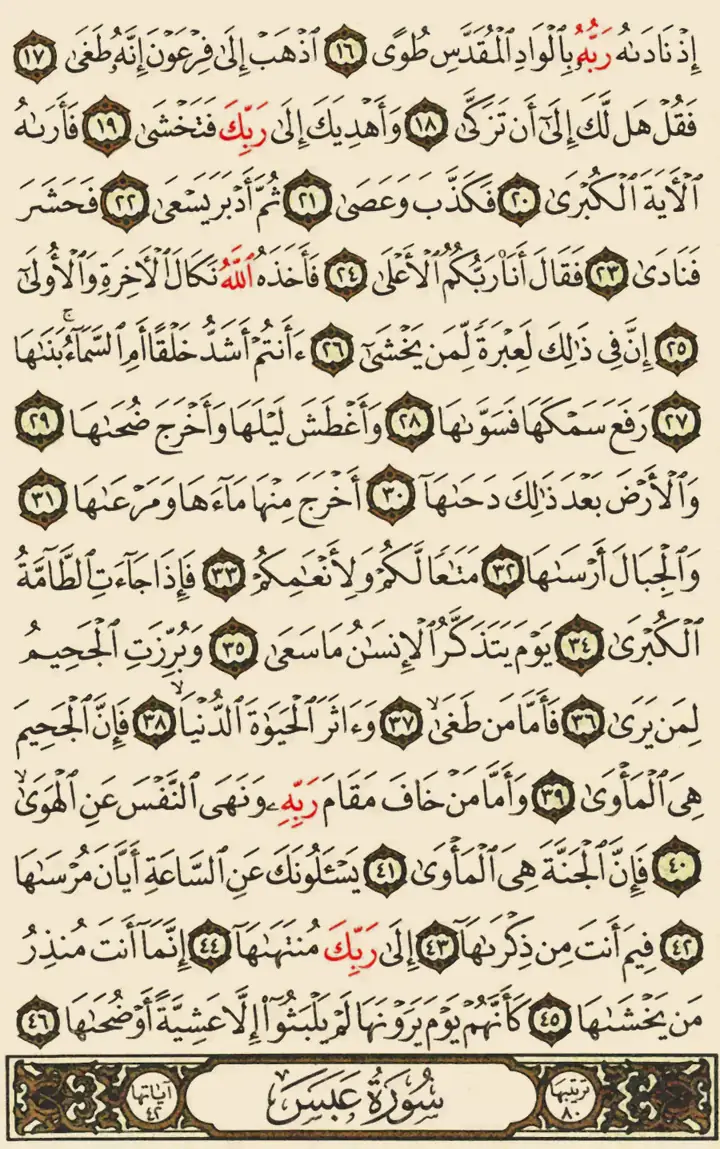 إِذْ نَادَىٰهُ رَبُّهُۥ بِٱلْوَادِ ٱلْمُقَدَّسِ طُوًى ١٦ ٱذْهَبْ إِلَىٰ فِرْعَوْنَ إِنَّهُۥ طَغَىٰ ١٧
فَقُلْ هَل لَّكَ إِلَىٰٓ أَن تَزَكَّىٰ ١٨ وَأَهْدِيَكَ إِلَىٰ رَبِّكَ فَتَخْشَىٰ ١٩ فَأَرَىٰهُ
ٱلْـَٔايَةَ ٱلْكُبْرَىٰ ٢٠ فَكَذَّبَ وَعَصَىٰ ٢١ ثُمَّ أَدْبَرَ يَسْعَىٰ ٢٢ فَحَشَرَ
فَنَادَىٰ ٢٣ فَقَالَ أَنَا۠ رَبُّكُمُ ٱلْأَعْلَىٰ ٢٤ فَأَخَذَهُ ٱللَّهُ نَكَالَ ٱلْـَٔاخِرَةِ وَٱلْأُولَىٰٓ
٢٥ إِنَّ فِى ذَٰلِكَ لَعِبْرَةً لِّمَن يَخْشَىٰٓ ٢٦ ءَأَنتُمْ أَشَدُّ خَلْقًا أَمِ ٱلسَّمَآءُ ۚ بَنَىٰهَا
٢٧ رَفَعَ سَمْكَهَا فَسَوَّىٰهَا ٢٨ وَأَغْطَشَ لَيْلَهَا وَأَخْرَجَ ضُحَىٰهَا ٢٩
وَٱلْأَرْضَ بَعْدَ ذَٰلِكَ دَحَىٰهَآ ٣٠ أَخْرَجَ مِنْهَا مَآءَهَا وَمَرْعَىٰهَا ٣١
وَٱلْجِبَالَ أَرْسَىٰهَا ٣٢ مَتَٰعًا لَّكُمْ وَلِأَنْعَٰمِكُمْ ٣٣ فَإِذَا جَآءَتِ ٱلطَّآمَّةُ
ٱلْكُبْرَىٰ ٣٤ يَوْمَ يَتَذَكَّرُ ٱلْإِنسَٰنُ مَا سَعَىٰ ٣٥ وَبُرِّزَتِ ٱلْجَحِيمُ
لِمَن يَرَىٰ ٣٦ فَأَمَّا مَن طَغَىٰ ۙ ٣٧ وَءَاثَرَ ٱلْحَيَوٰةَ ٱلدُّنْيَا ۙ ٣٨ فَإِنَّ ٱلْجَحِيمَ
هِىَ ٱلْمَأْوَىٰ ٣٩ وَأَمَّا مَنْ خَافَ مَقَامَ رَبِّهِۦ وَنَهَى ٱلنَّفْسَ عَنِ ٱلْهَوَىٰ ۙ
٤٠ فَإِنَّ ٱلْجَنَّةَ هِىَ ٱلْمَأْوَىٰ ٤١ يَسْـَٔلُونَكَ عَنِ ٱلسَّاعَةِ أَيَّانَ مُرْسَىٰهَا
٤٢ فِيمَ أَنتَ مِن ذِكْرَىٰهَآ ٤٣ إِلَىٰ رَبِّكَ مُنتَهَىٰهَآ ٤٤ إِنَّمَآ أَنتَ مُنذِرُ
مَن يَخْشَىٰهَا ٤٥ كَأَنَّهُمْ يَوْمَ يَرَوْنَهَا لَمْ يَلْبَثُوٓا۟ إِلَّا عَشِيَّةً أَوْ ضُحَىٰهَا ٤٦
ترتيبها ٨٠ سُورَةُ عَبَسَ آياتها ٤٢